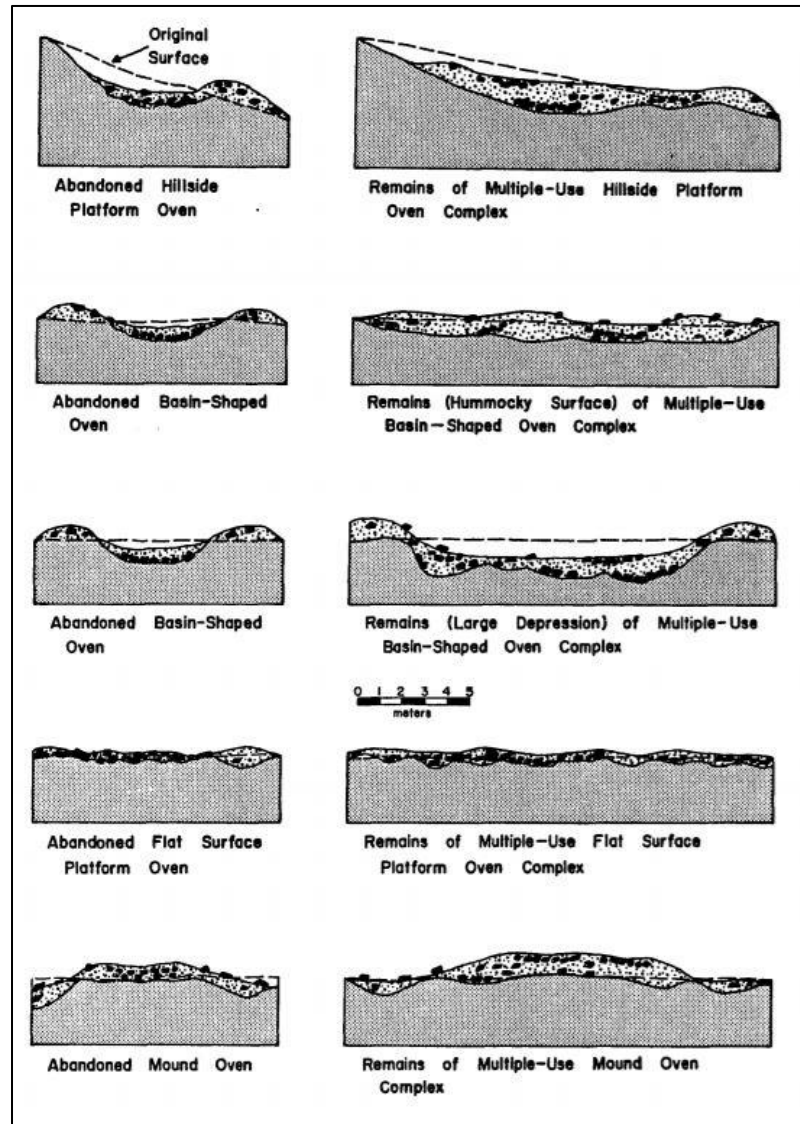 Original
Surface
Abandoned Hillside
Platform Oven
Remains of Multiple-Use Hillside Platform
Oven Complex
Abandoned Basin-Shaped
Oven
Remains (Hummocky Surface) of Multiple-Use
Basin-Shaped Oven Complex
Abandoned Basin-Shaped
Oven
Remains (Large Depression) of Multiple-Use
Basin-Shaped Oven Complex
0 1 2 3 4 5
meters
Abandoned Flat Surface
Platform Oven
Remains of Multiple-Use Flat Surface
Platform Oven Complex
Abandoned Mound Oven
Remains of Multiple-Use Mound Oven
Complex